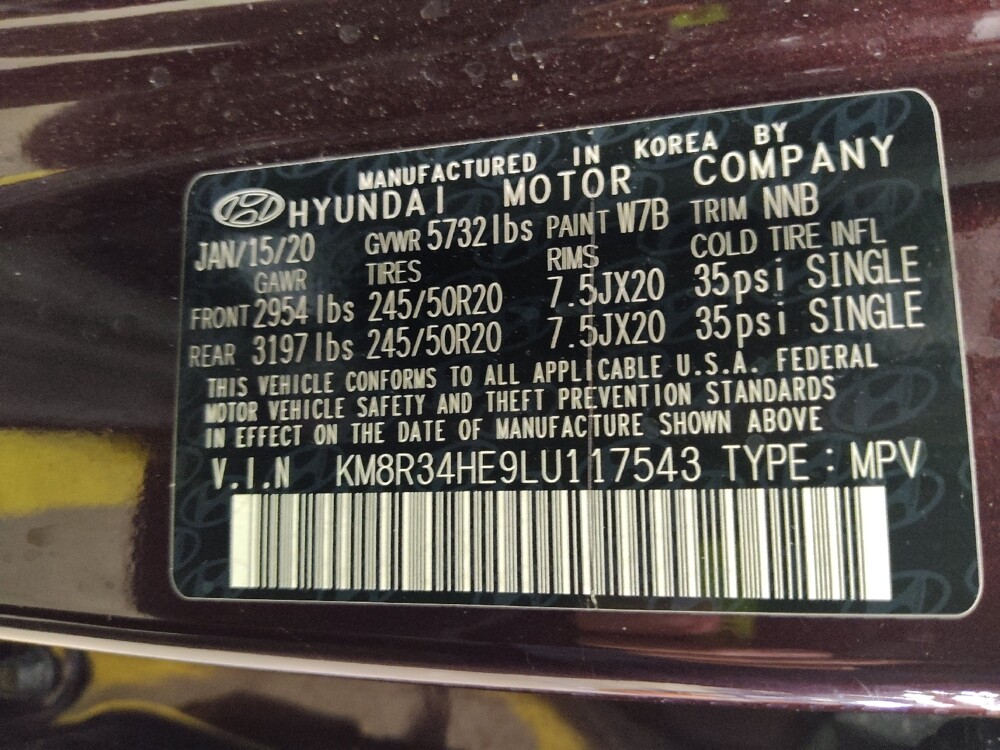 MANUFACTURED IN KOREA BY
HYUNDAI MOTOR COMPANY
JAN/15/20 GVWR 5732 lbs PAINT W7B TRIM NNB
GAWR TIRES RIMS COLD TIRE INFL
FRONT 2954 lbs 245/50R20 7.5JX20 35psi SINGLE
REAR 3197 lbs 245/50R20 7.5JX20 35psi SINGLE
THIS VEHICLE CONFORMS TO ALL APPLICABLE U.S.A. FEDERAL
MOTOR VEHICLE SAFETY AND THEFT PREVENTION STANDARDS
IN EFFECT ON THE DATE OF MANUFACTURE SHOWN ABOVE
V.I.N KM8R34HE9LU117543 TYPE : MPV